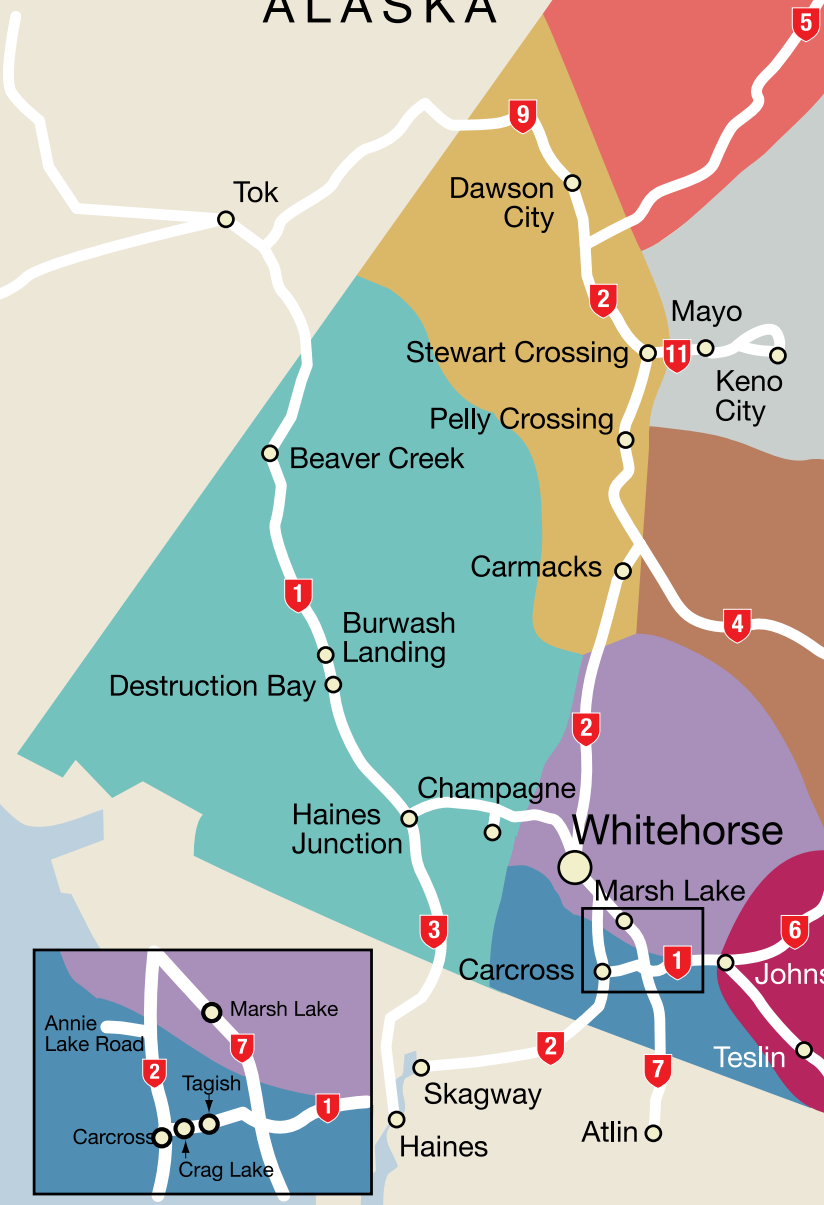 ALASKA
5
9
Tok
Dawson
City
2
Mayo
Stewart Crossing
11
Keno
City
Pelly Crossing
Beaver Creek
Carmacks
1
Burwash
Landing
4
Destruction Bay
2
Champagne
Haines
Junction
Whitehorse
Marsh Lake
3
6
1
Carcross
Johns
Annie
Lake Road
Marsh Lake
7
2
Tagish
1
Carcross
Crag Lake
2
Teslin
7
Skagway
Atlin
Haines